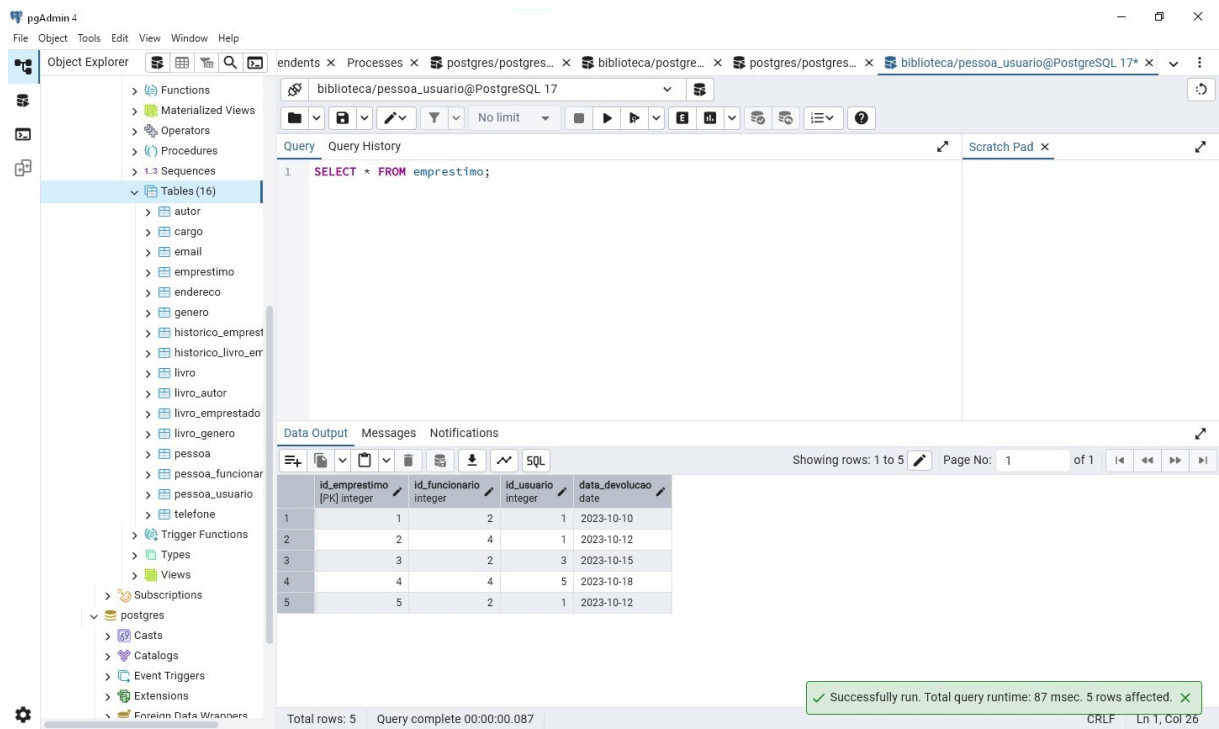 pgAdmin 4
File Object Tools Edit View Window Help
Object Explorer
endents × Processes × postgres/postgres... × biblioteca/postgre... × postgres/postgres... × biblioteca/pessoa_usuario@PostgreSQL 17* ×
biblioteca/pessoa_usuario@PostgreSQL 17
No limit
E
Query Query History
Scratch Pad ×
1 SELECT * FROM emprestimo;
Functions
Materialized Views
Operators
Procedures
1..3 Sequences
Tables (16)
autor
cargo
email
emprestimo
endereco
genero
historico_emprest
historico_livro_em
livro
livro_autor
livro_emprestado
livro_genero
pessoa
pessoa_funcionar
pessoa_usuario
telefone
Trigger Functions
Types
Views
Subscriptions
postgres
Casts
Catalogs
Event Triggers
Extensions
Foreign Data Wrappers
Data Output Messages Notifications
SQL
Showing rows: 1 to 5 Page No: 1 of 1
id_emprestimo id_funcionario id_usuario data_devolucao
[PK] integer integer integer date
1 1 2 1 2023-10-10
2 2 4 1 2023-10-12
3 3 2 3 2023-10-15
4 4 4 5 2023-10-18
5 5 2 1 2023-10-12
Successfully run. Total query runtime: 87 msec. 5 rows affected. ×
Total rows: 5 Query complete 00:00:00.087
CRLF Ln 1, Col 26